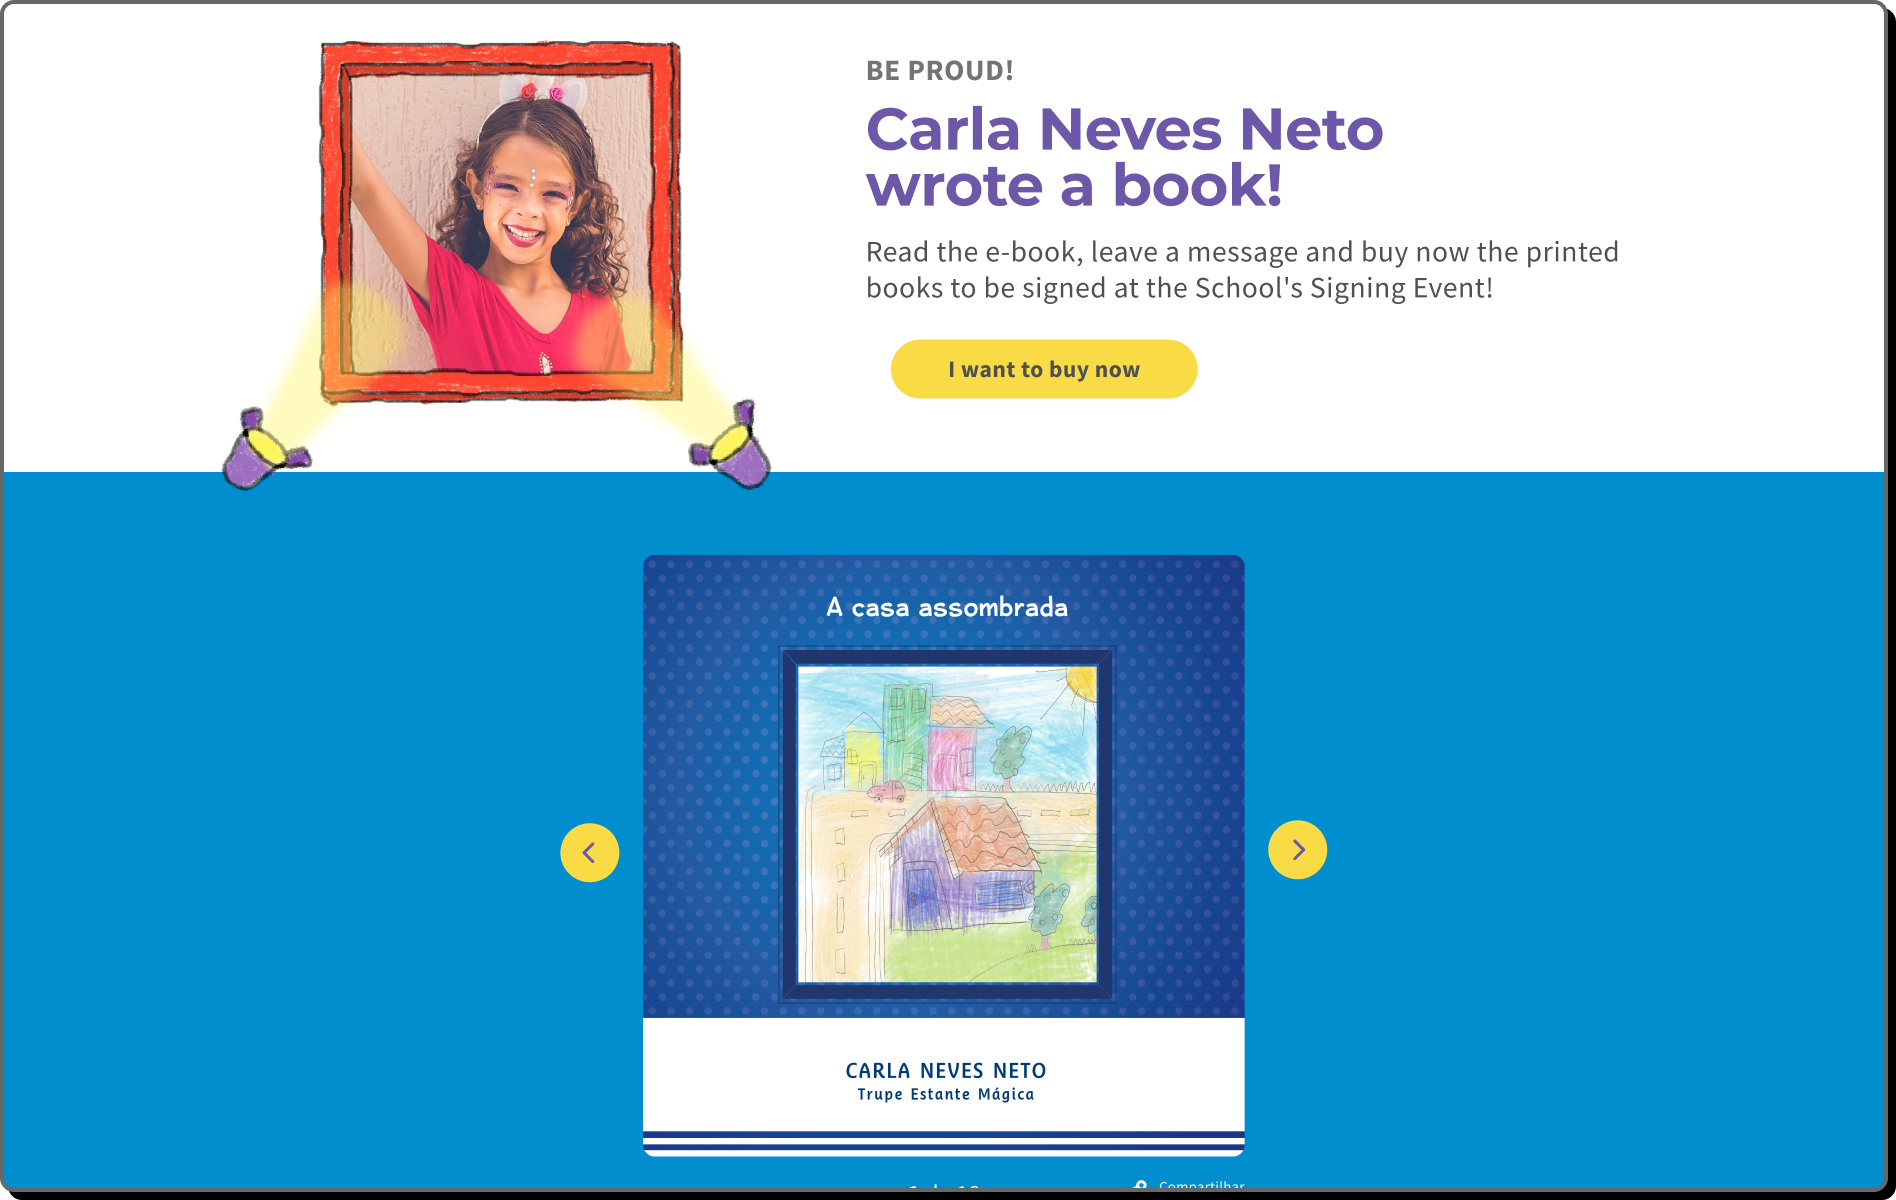 BE PROUD!
Carla Neves Neto
wrote a book!
Read the e-book, leave a message and buy now the printed
books to be signed at the School's Signing Event!
I want to buy now
A casa assombrada
CARLA NEVES NETO
Trupe Estante Mágica
Compartilhar